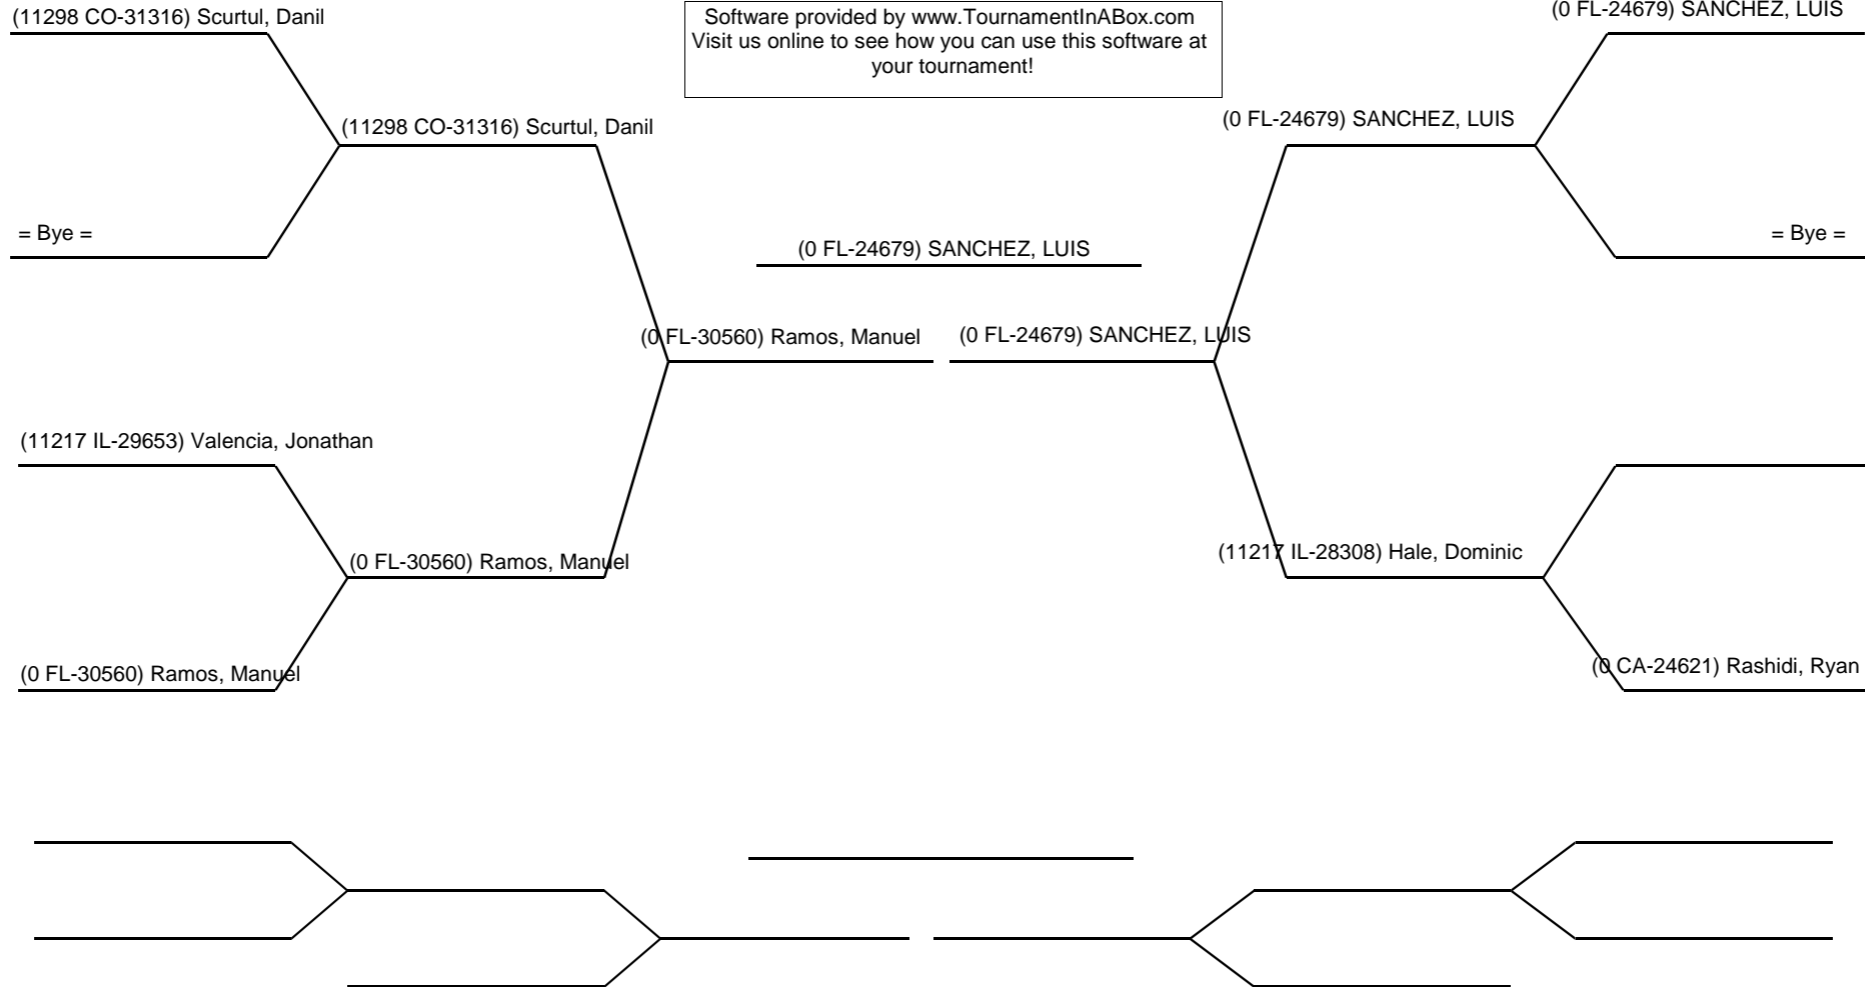 (11298 CO-31316) Scurtul, Danil
Software provided by www.TournamentInABox.com
Visit us online to see how you can use this software at
your tournament!
(0 FL-24679) SANCHEZ, LUIS
(11298 CO-31316) Scurtul, Danil
(0 FL-24679) SANCHEZ, LUIS
= Bye =
(0 FL-24679) SANCHEZ, LUIS
= Bye =
(0 FL-30560) Ramos, Manuel
(0 FL-24679) SANCHEZ, LUIS
(11217 IL-29653) Valencia, Jonathan
(0 FL-30560) Ramos, Manuel
(11217 IL-28308) Hale, Dominic
(0 FL-30560) Ramos, Manuel
(0 CA-24621) Rashidi, Ryan